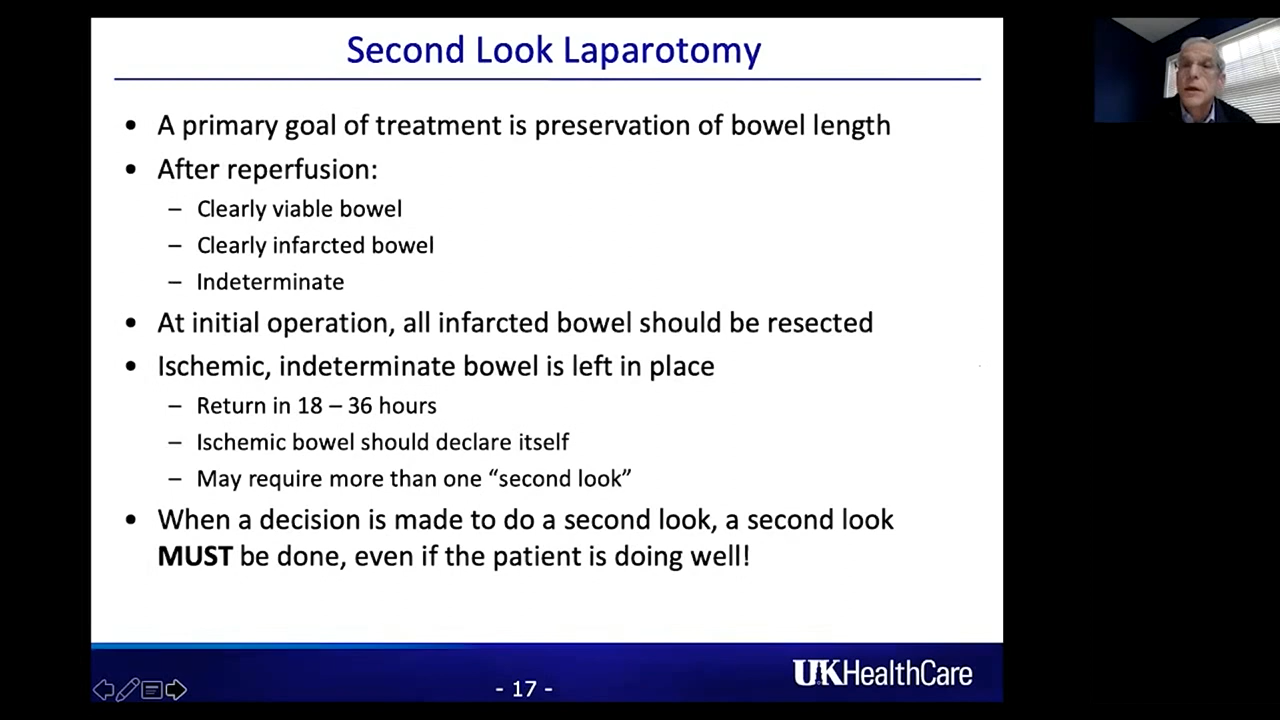 Second Look Laparotomy
• A primary goal of treatment is preservation of bowel length
• After reperfusion:
– Clearly viable bowel
– Clearly infarcted bowel
– Indeterminate
• At initial operation, all infarcted bowel should be resected
• Ischemic, indeterminate bowel is left in place
– Return in 18 – 36 hours
– Ischemic bowel should declare itself
– May require more than one “second look”
• When a decision is made to do a second look, a second look
MUST be done, even if the patient is doing well!
- 17 -
UKHealthCare